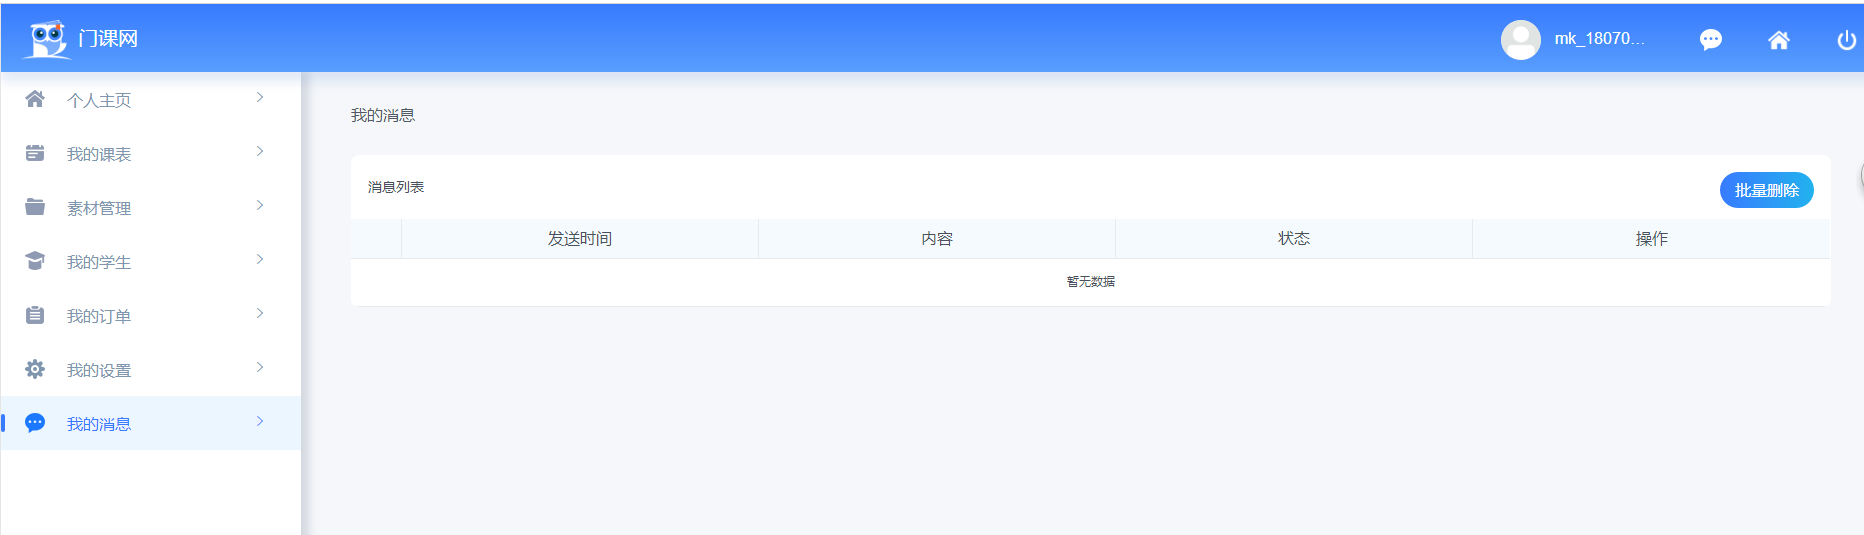 门课网
mk_18070...
个人主页
我的课表
素材管理
我的学生
我的订单
我的设置
我的消息
我的消息
消息列表
批量删除
发送时间 内容 状态 操作
暂无数据